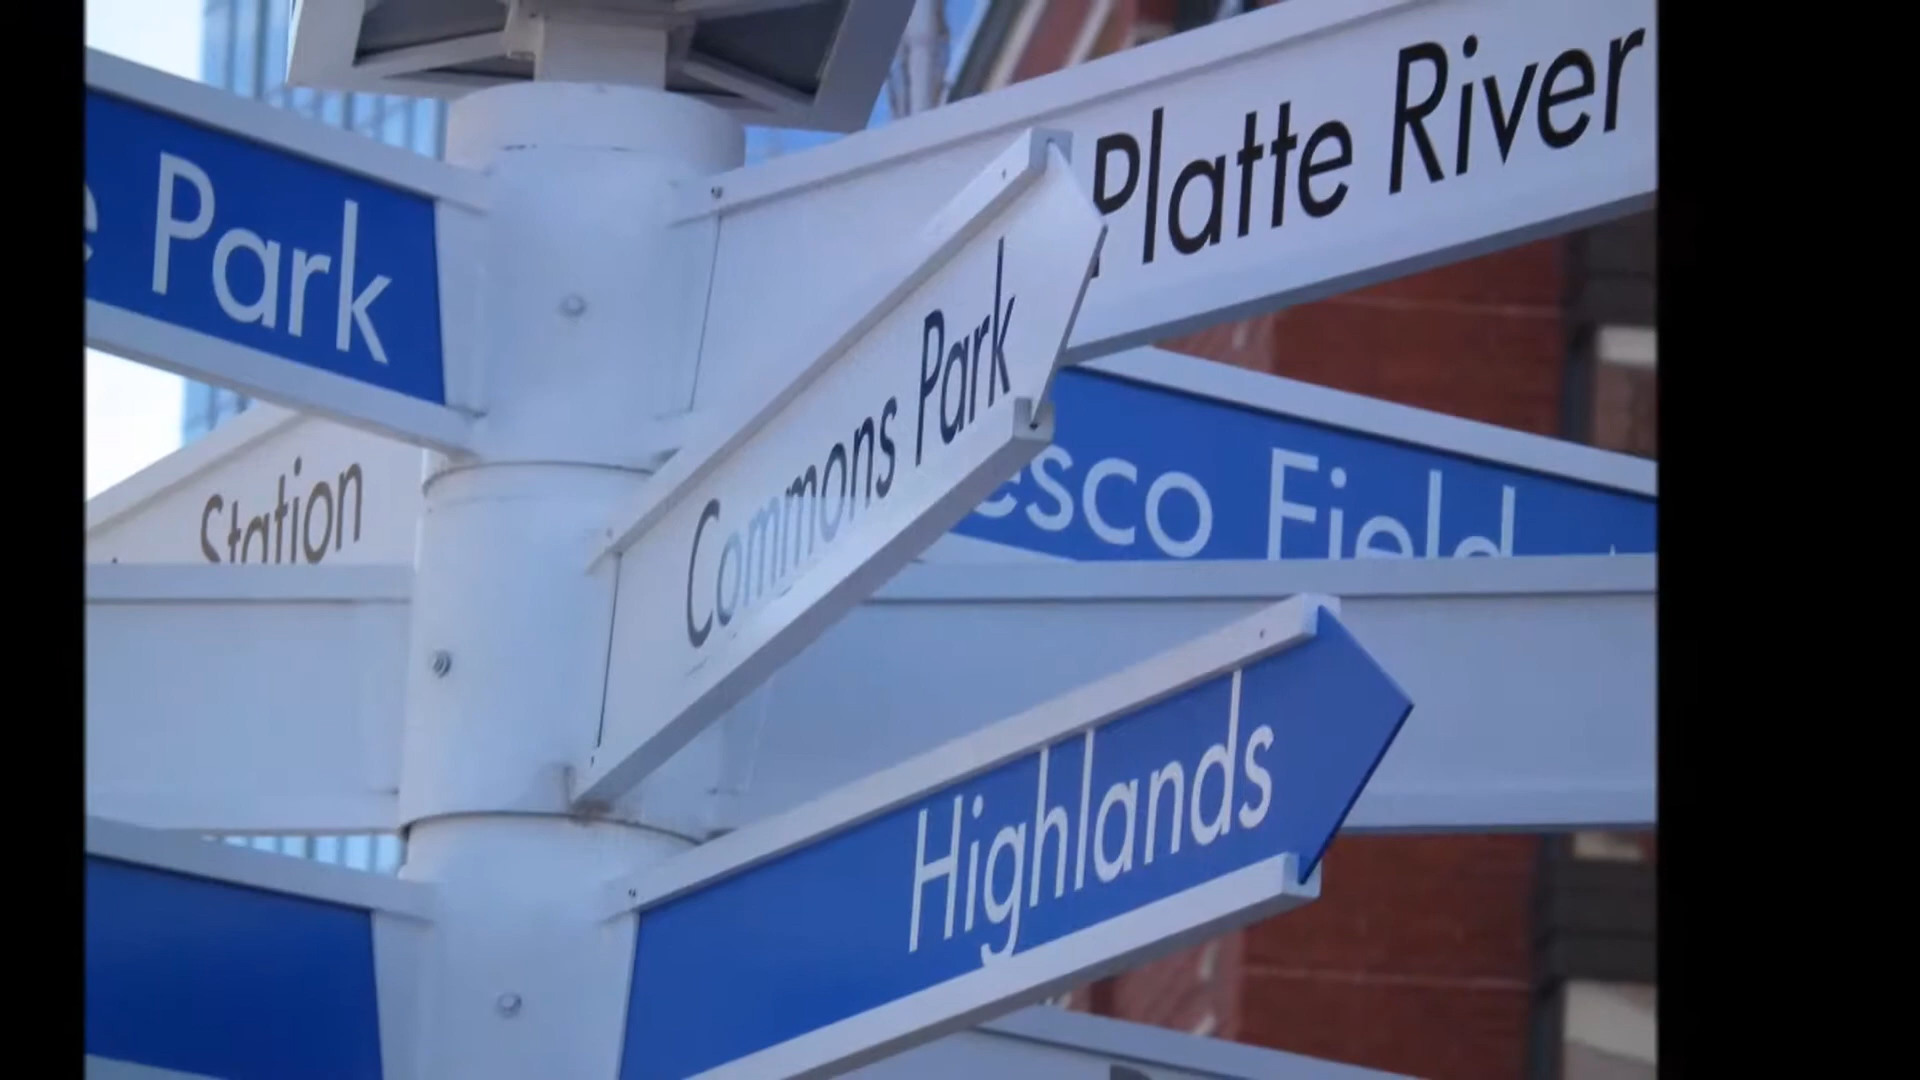 e Park
Platte River
Commons Park
Station
esco Field
Highlands